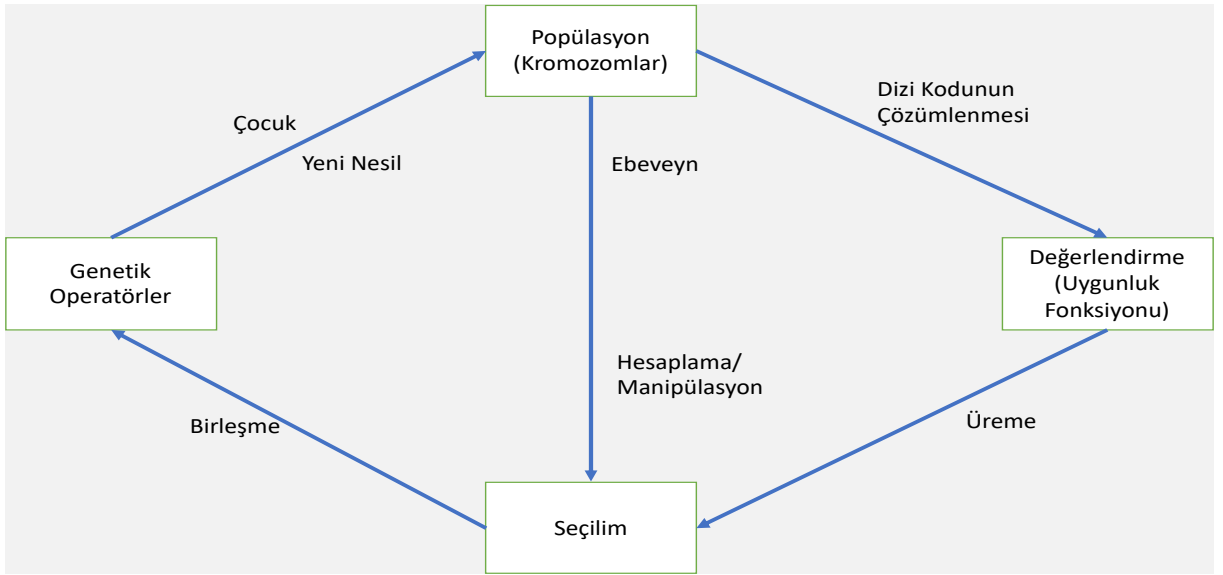 Popülasyon
(Kromozomlar)
Dizi Kodunun
Çözümlenmesi
Çocuk
Yeni Nesil
Ebeveyn
Genetik
Operatörler
Değerlendirme
(Uygunluk
Fonksiyonu)
Hesaplama/
Manipülasyon
Birleşme
Üreme
Seçilim